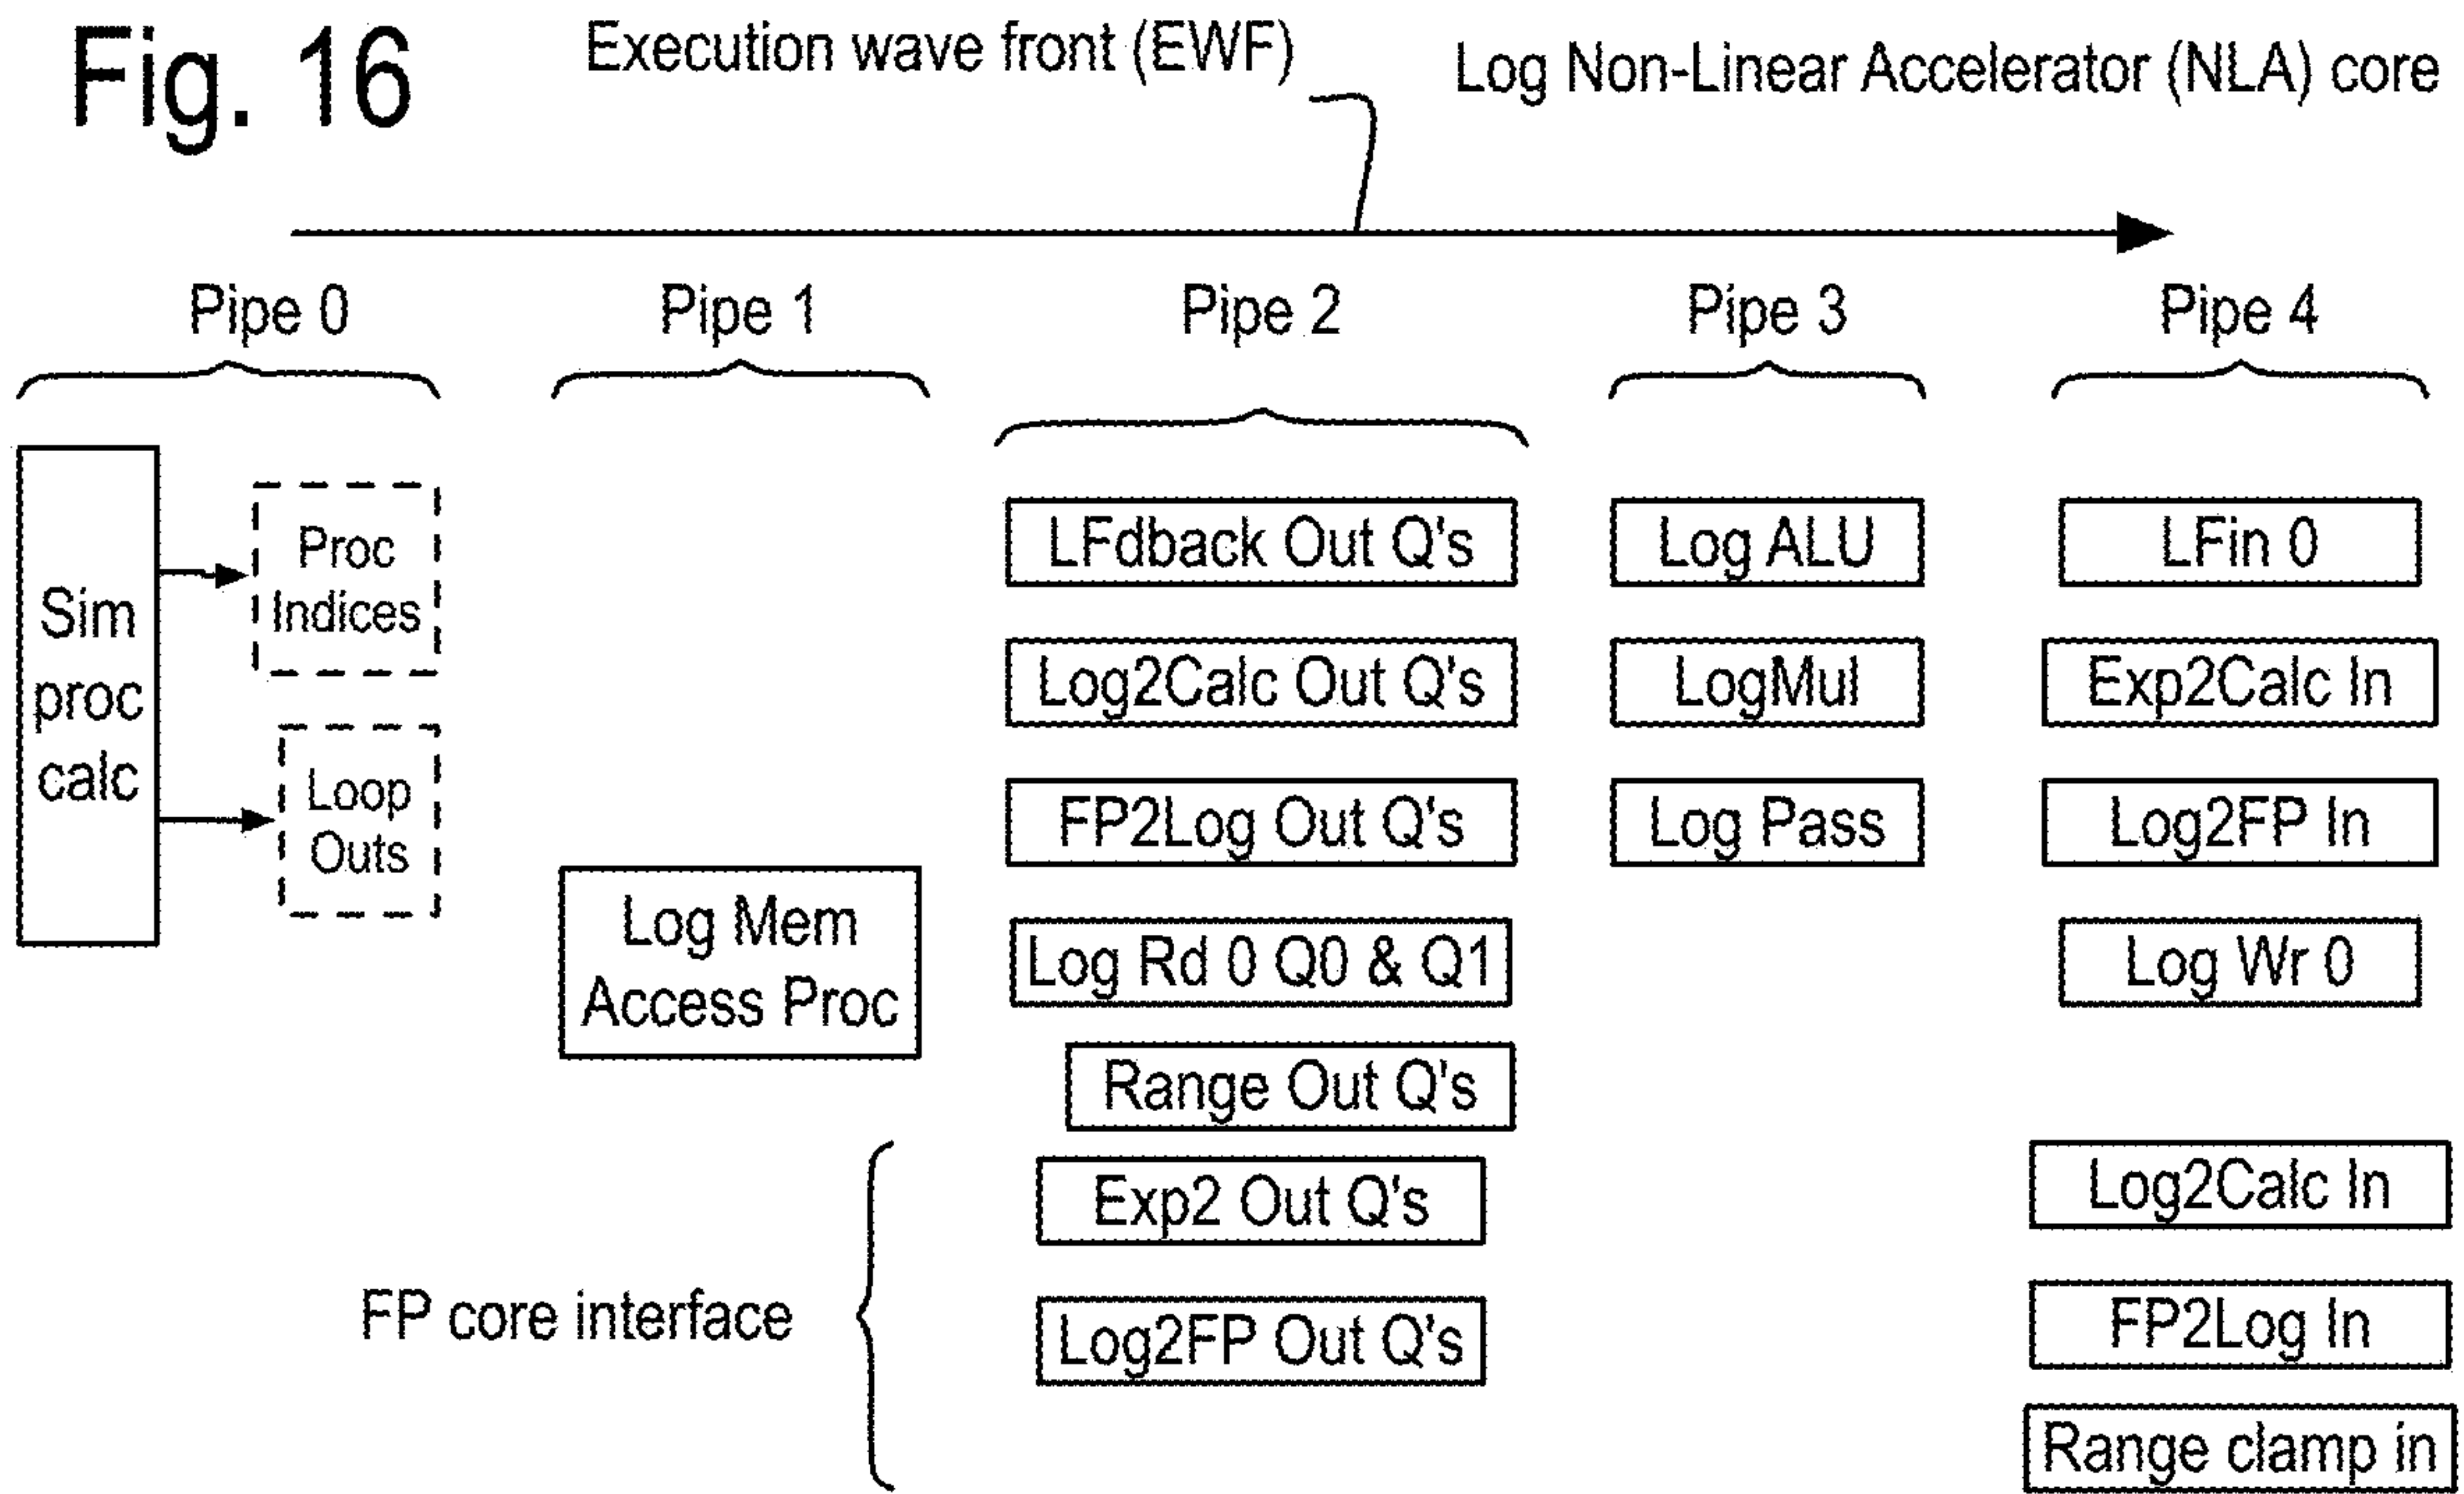 Fig. 16
Execution wave front (EWF)
Log Non-Linear Accelerator (NLA) core
Pipe 0
Pipe 1
Pipe 2
Pipe 3
Pipe 4
Sim
proc
calc
Proc
Indices
Loop
Outs
Log Mem
Access Proc
LFdback Out Q's
Log2Calc Out Q's
FP2Log Out Q's
Log Rd 0 Q0 & Q1
Range Out Q's
FP core interface
Exp2 Out Q's
Log2FP Out Q's
Log ALU
LogMul
Log Pass
LFin 0
Exp2Calc In
Log2FP In
Log Wr 0
Log2Calc In
FP2Log In
Range clamp in